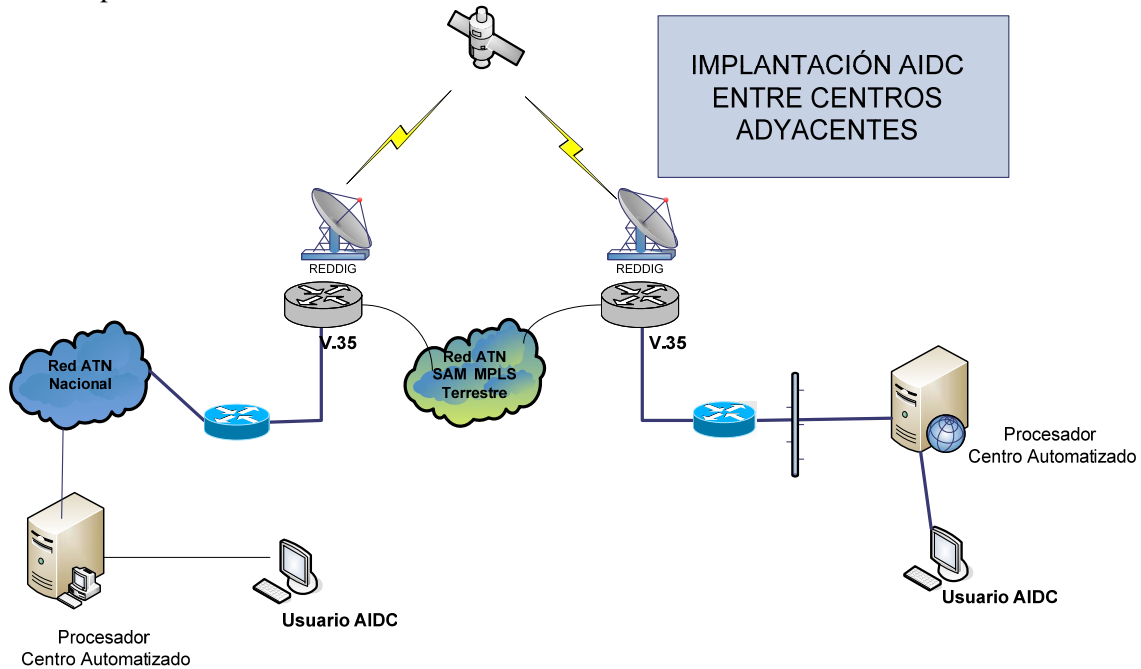 IMPLANTACIÓN AIDC
ENTRE CENTROS
ADYACENTES
REDDIG
REDDIG
V.35
V.35
Red ATN
Nacional
Red ATN
SAM MPLS
Terrestre
Procesador
Centro Automatizado
Usuario AIDC
Usuario AIDC
Procesador
Centro Automatizado